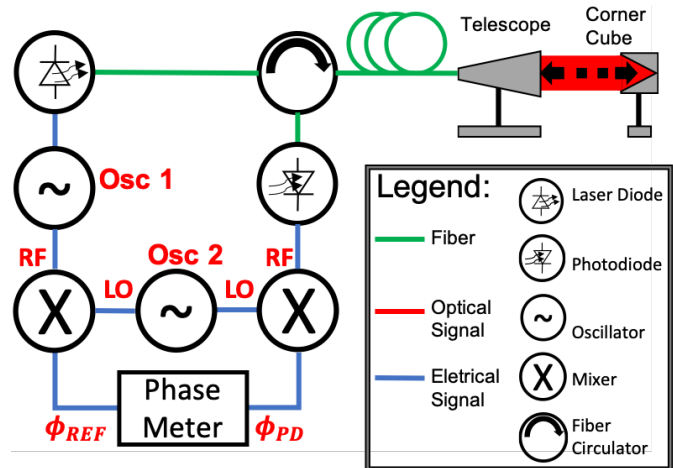 Telescope
Corner
Cube
Osc 1
~
RF
Osc 2
RF
X
LO
~
LO
X
Phase
Meter
ϕREF
ϕPD
Legend:
Fiber
Optical
Signal
Eletrical
Signal
Laser Diode
Photodiode
~
Oscillator
X
Mixer
Fiber
Circulator